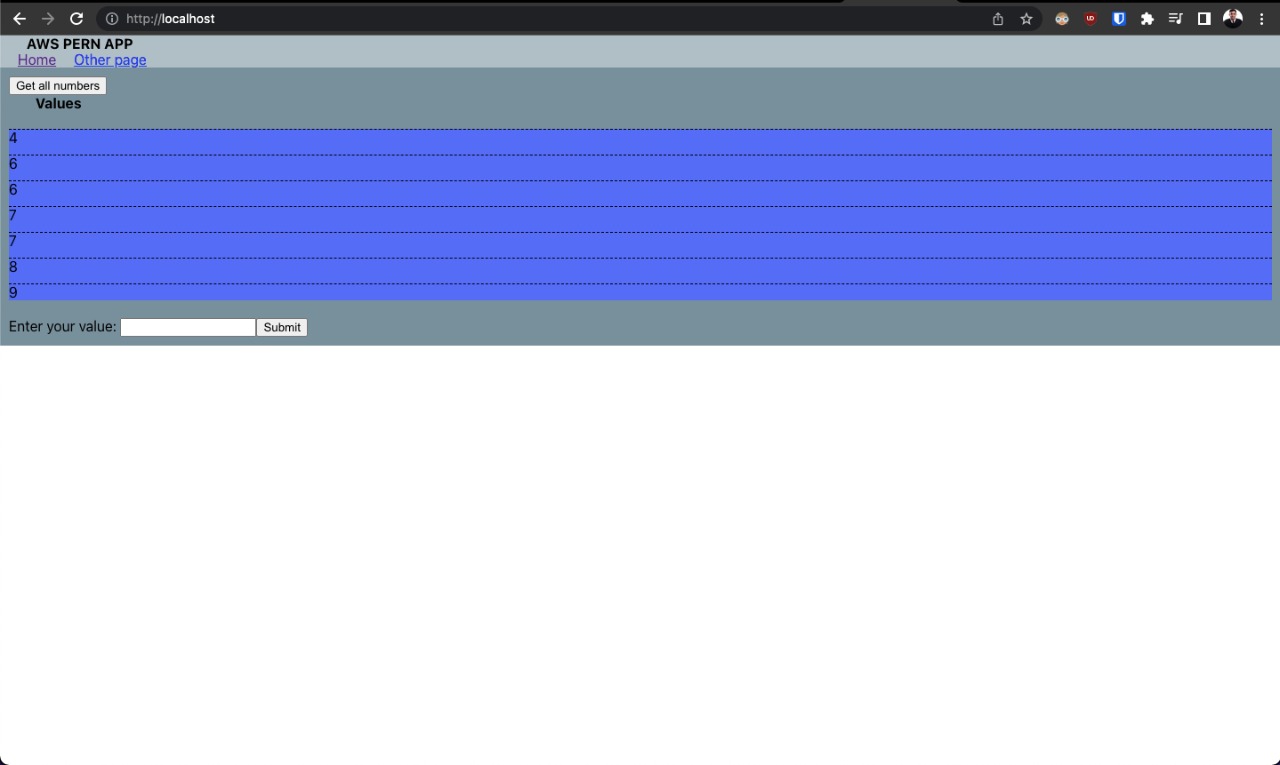 http://localhost
AWS PERN APP
Home Other page
Get all numbers
Values
4
6
6
7
7
8
9
Enter your value: Submit